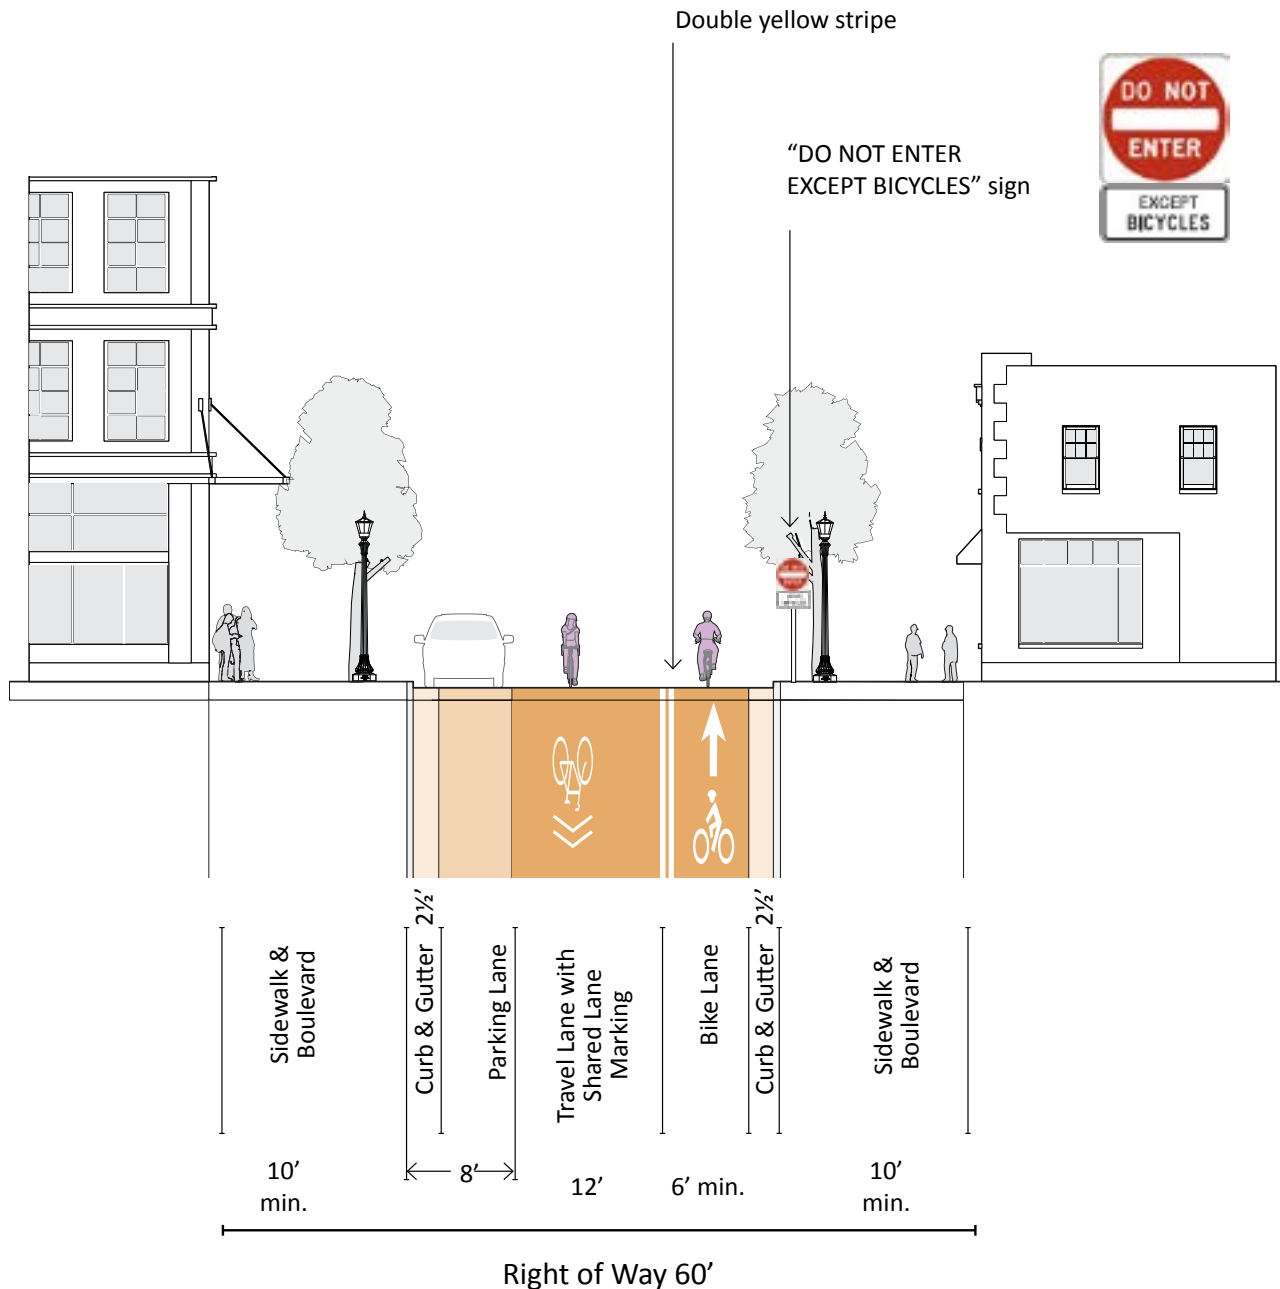 Double yellow stripe
DO NOT
ENTER
EXCEPT
BICYCLES
“DO NOT ENTER
EXCEPT BICYCLES” sign
Sidewalk &
Boulevard
Curb & Gutter 2½’
Parking Lane
Travel Lane with
Shared Lane
Marking
Bike Lane
Curb & Gutter 2½’
Sidewalk &
Boulevard
10’
min.
8’
12’
6’ min.
10’
min.
Right of Way 60’